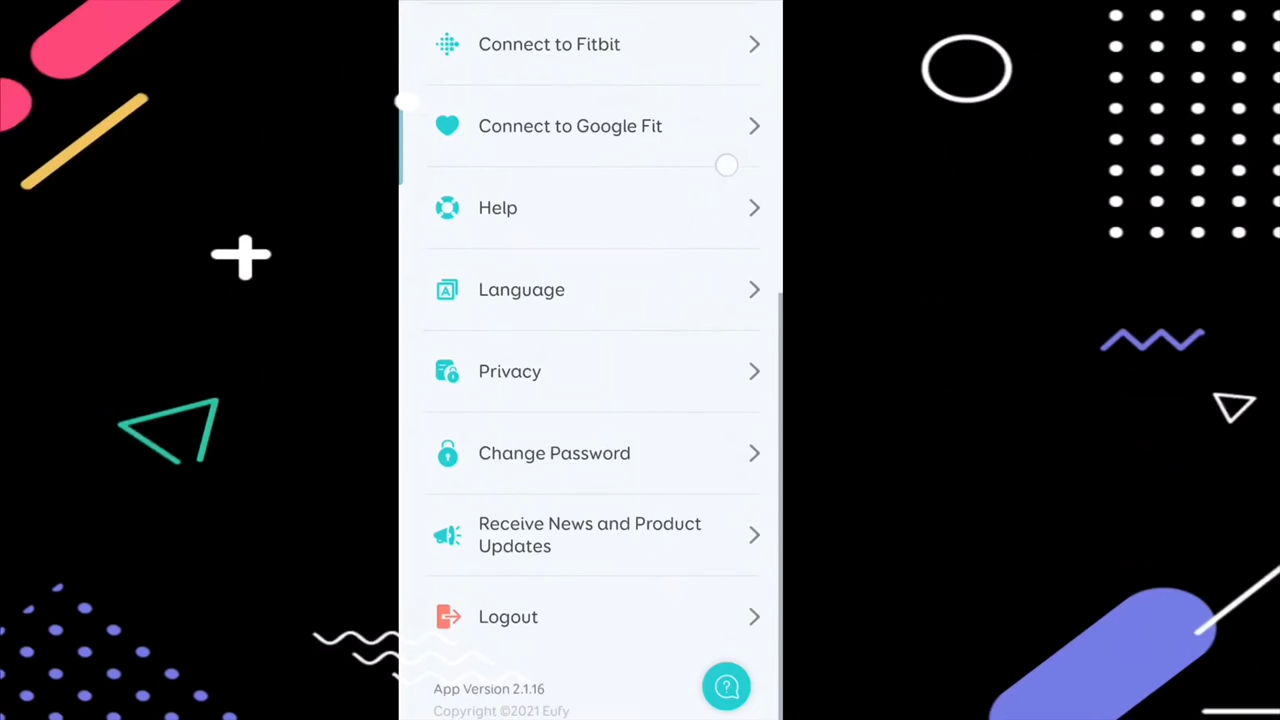 Connect to Fitbit
Connect to Google Fit
Help
Language
Privacy
Change Password
Receive News and Product
Updates
Logout
App Version 2.1.16
Copyright ©2021 Eufy